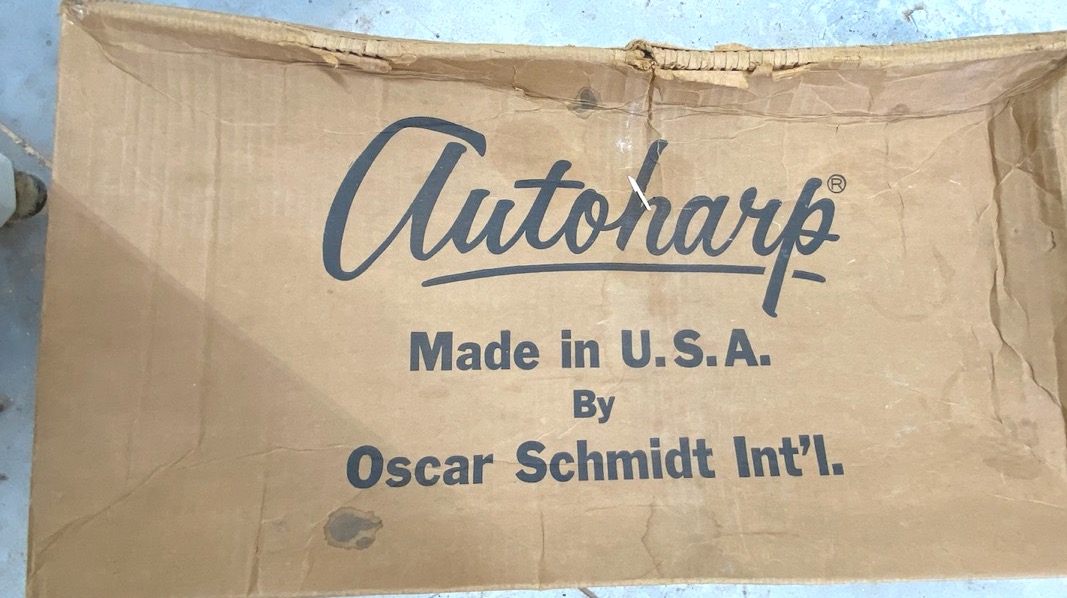 Autoharp®
Made in U.S.A.
By
Oscar Schmidt Int'l.